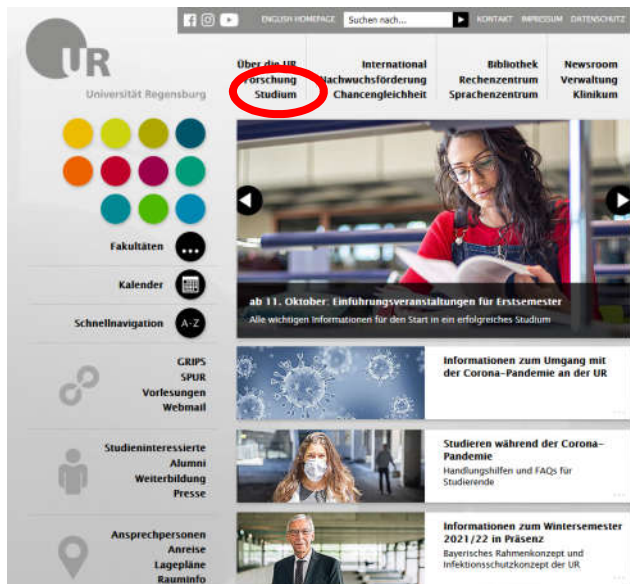 ENGLISH HOMEPAGE
Suchen nach...
KONTAKT IMPRESSUM DATENSCHUTZ
UR
Universität Regensburg
Über die UR
Forschung
Studium
International
Nachwuchsförderung
Chancengleichheit
Bibliothek
Rechenzentrum
Sprachenzentrum
Newsroom
Verwaltung
Klinikum
Fakultäten
Kalender
Schnellnavigation A-Z
GRIPS
SPUR
Vorlesungen
Webmail
Studieninteressierte
Alumni
Weiterbildung
Presse
Ansprechpersonen
Anreise
Lagepläne
Rauminfo
ab 11. Oktober: Einführungsveranstaltungen für Erstsemester
Alle wichtigen Informationen für den Start in ein erfolgreiches Studium
Informationen zum Umgang mit
der Corona-Pandemie an der UR
Studieren während der Corona-
Pandemie
Handlungshilfen und FAQs für
Studierende
Informationen zum Wintersemester
2021/22 in Präsenz
Bayerisches Rahmenkonzept und
Infektionsschutzkonzept der UR